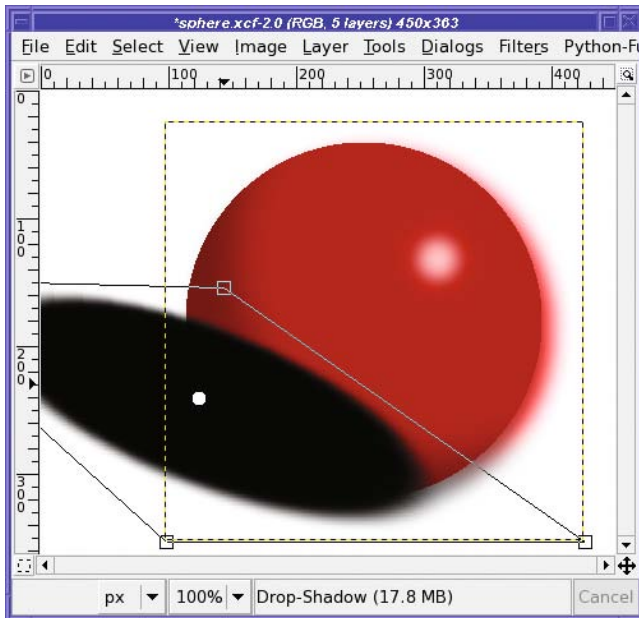 *sphere.xcf-2.0 (RGB, 5 layers) 450x363
File Edit Select View Image Layer Tools Dialogs Filters Python-Fu
0 100 200 300 400
0
100
200
300
px 100% Drop-Shadow (17.8 MB) Cancel